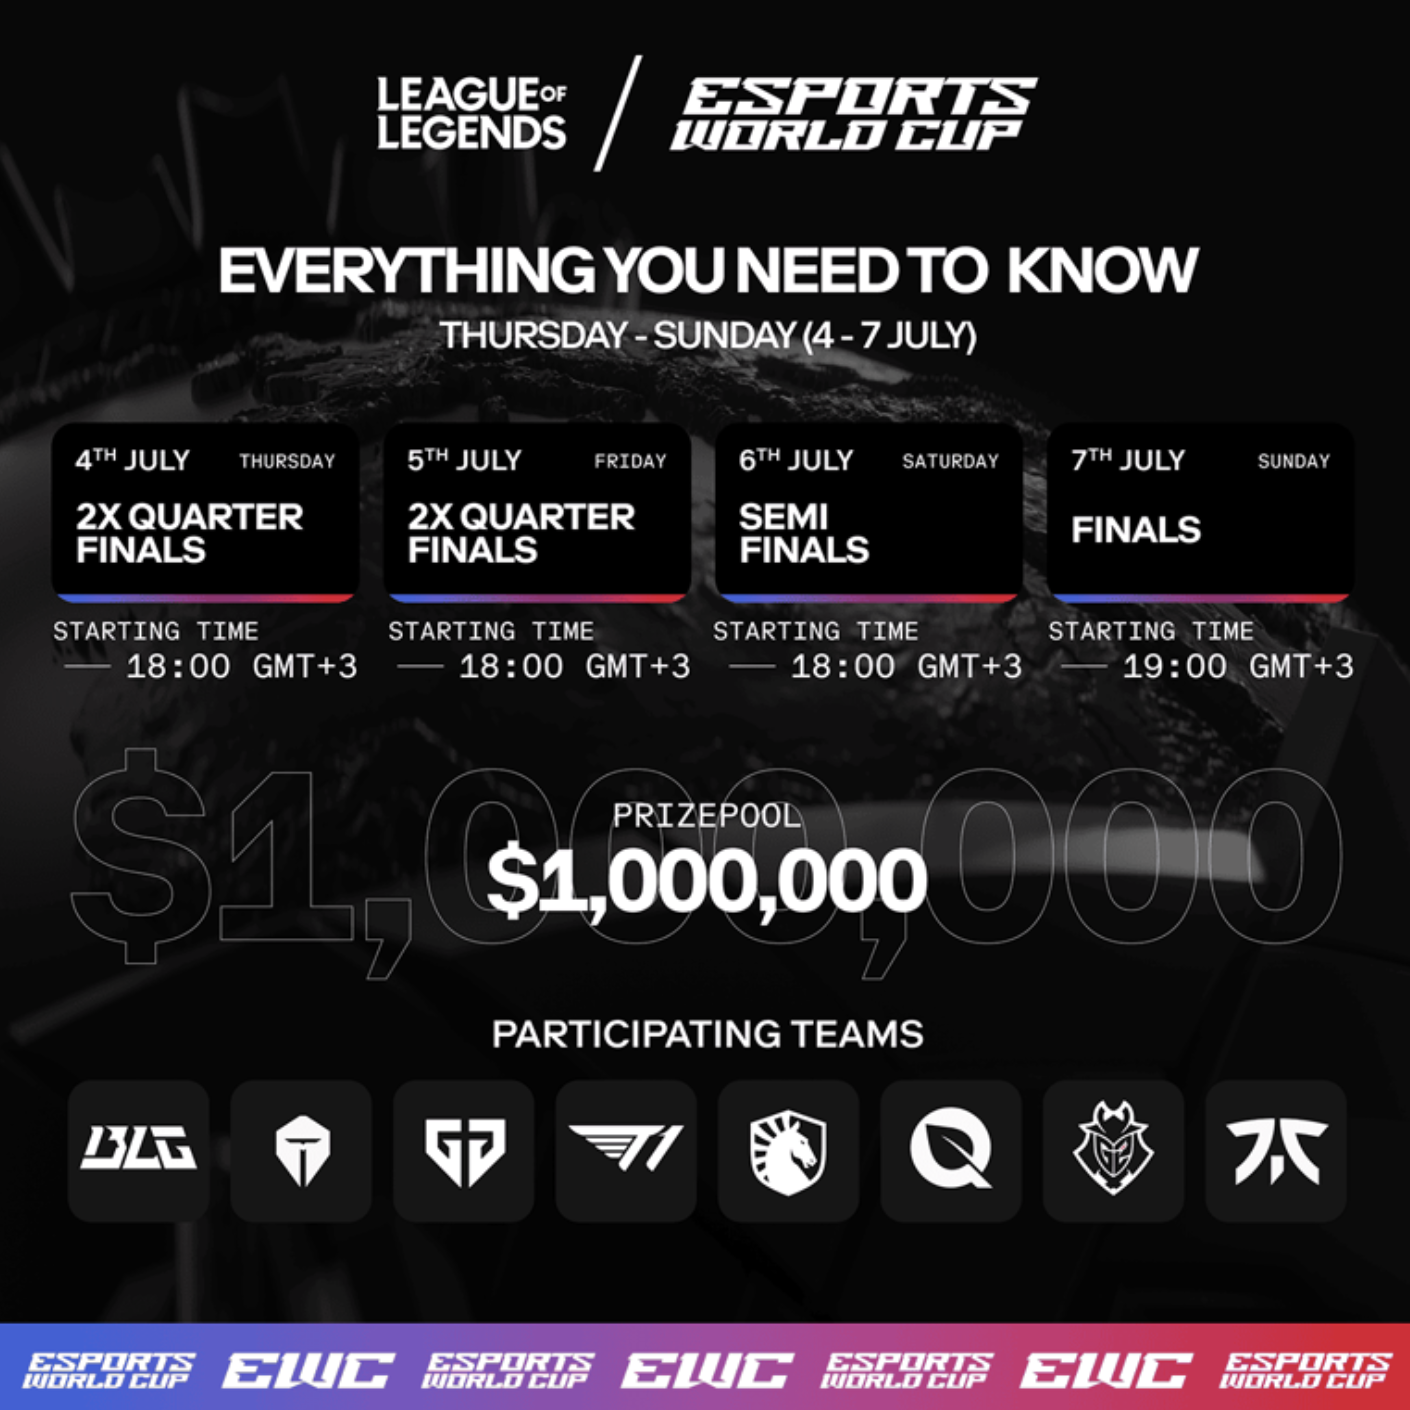 LEAGUE OF
LEGENDS
ESPORTS
WORLD CUP
EVERYTHING YOU NEED TO KNOW
THURSDAY - SUNDAY (4 - 7 JULY)
4TH JULY THURSDAY
2X QUARTER
FINALS
STARTING TIME
18:00 GMT+3
5TH JULY FRIDAY
2X QUARTER
FINALS
STARTING TIME
18:00 GMT+3
6TH JULY SATURDAY
SEMI
FINALS
STARTING TIME
18:00 GMT+3
7TH JULY SUNDAY
FINALS
STARTING TIME
19:00 GMT+3
$1,000,000
PRIZEPOOL
$1,000,000
PARTICIPATING TEAMS
BLG
T1
ESPORTS
WORLD CUP
EWC
ESPORTS
WORLD CUP
EWC
ESPORTS
WORLD CUP
EWC
ESPORTS
WORLD CUP